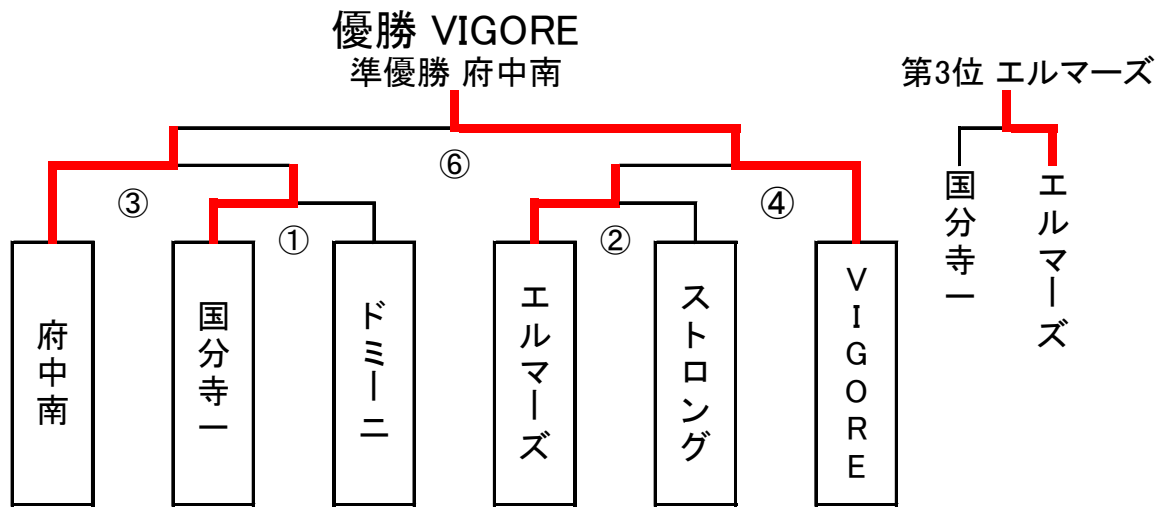 優勝 VIGORE
準優勝 府中南
第3位 エルマーズ
⑥
③
④
①
②
国分寺一
エルマーズ
府中南
国分寺一
ドミーニ
エルマーズ
ストロング
VIGORE